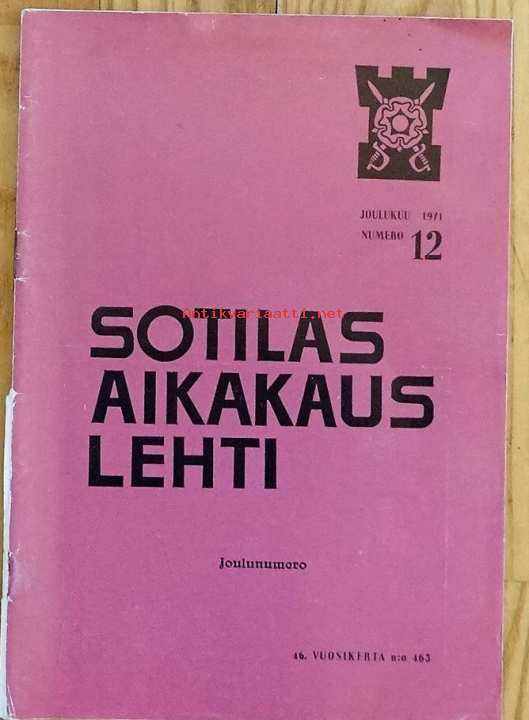 JOULUKUU 1971
NUMERO 12
Antikvariaatti.net
SOTILAS
AIKAKAUS
LEHTI
Joulunumero
46. VUOSIKERTA n:o 463